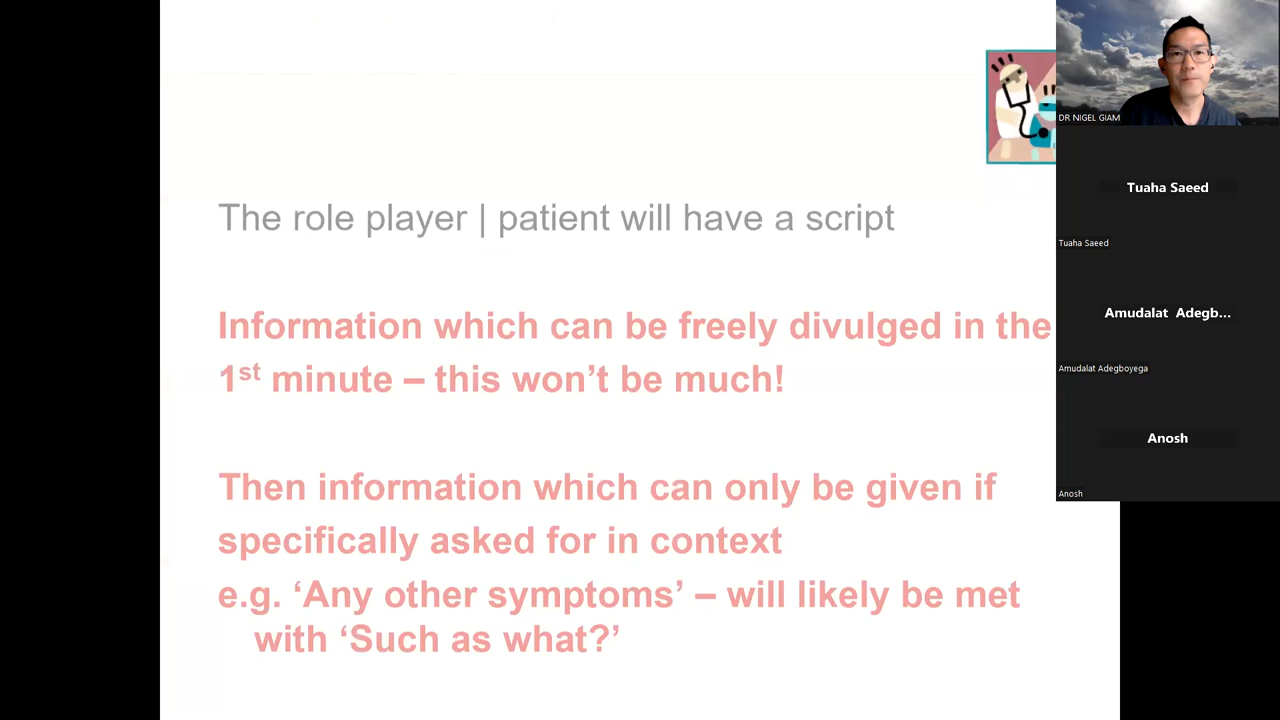 The role player | patient will have a script
Information which can be freely divulged in the
1st minute – this won’t be much!
Then information which can only be given if
specifically asked for in context
e.g. ‘Any other symptoms’ – will likely be met
with ‘Such as what?’
DR NIGEL GIAM
Tuaha Saeed
Tuaha Saeed
Amudalat Adegb...
Amudalat Adegboyega
Anosh
Anosh